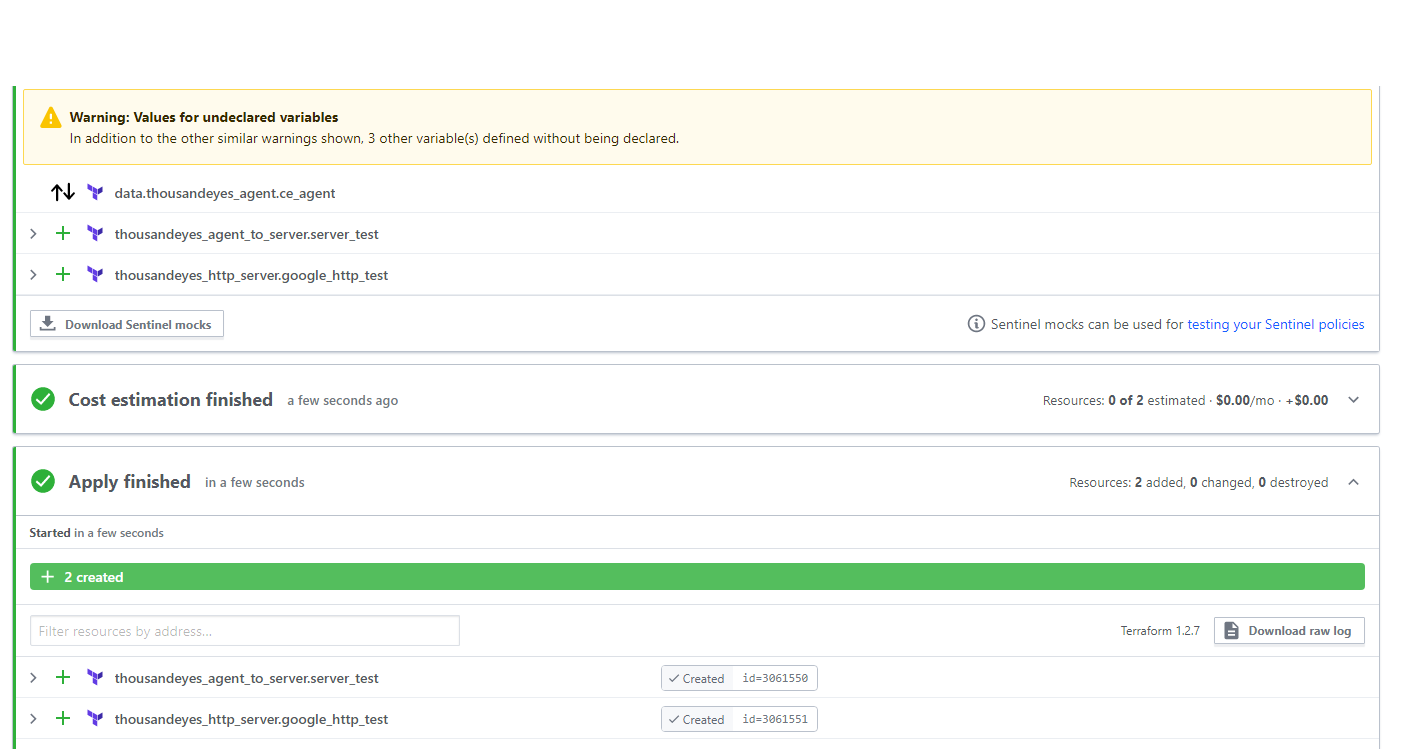 Warning: Values for undeclared variables
In addition to the other similar warnings shown, 3 other variable(s) defined without being declared.
data.thousandeyes_agent.ce_agent
thousandeyes_agent_to_server.server_test
thousandeyes_http_server.google_http_test
Download Sentinel mocks
Sentinel mocks can be used for testing your Sentinel policies
Cost estimation finished a few seconds ago
Resources: 0 of 2 estimated · $0.00/mo · +$0.00
Apply finished in a few seconds
Resources: 2 added, 0 changed, 0 destroyed
Started in a few seconds
2 created
Filter resources by address...
Terraform 1.2.7
Download raw log
thousandeyes_agent_to_server.server_test
Created id=3061550
thousandeyes_http_server.google_http_test
Created id=3061551